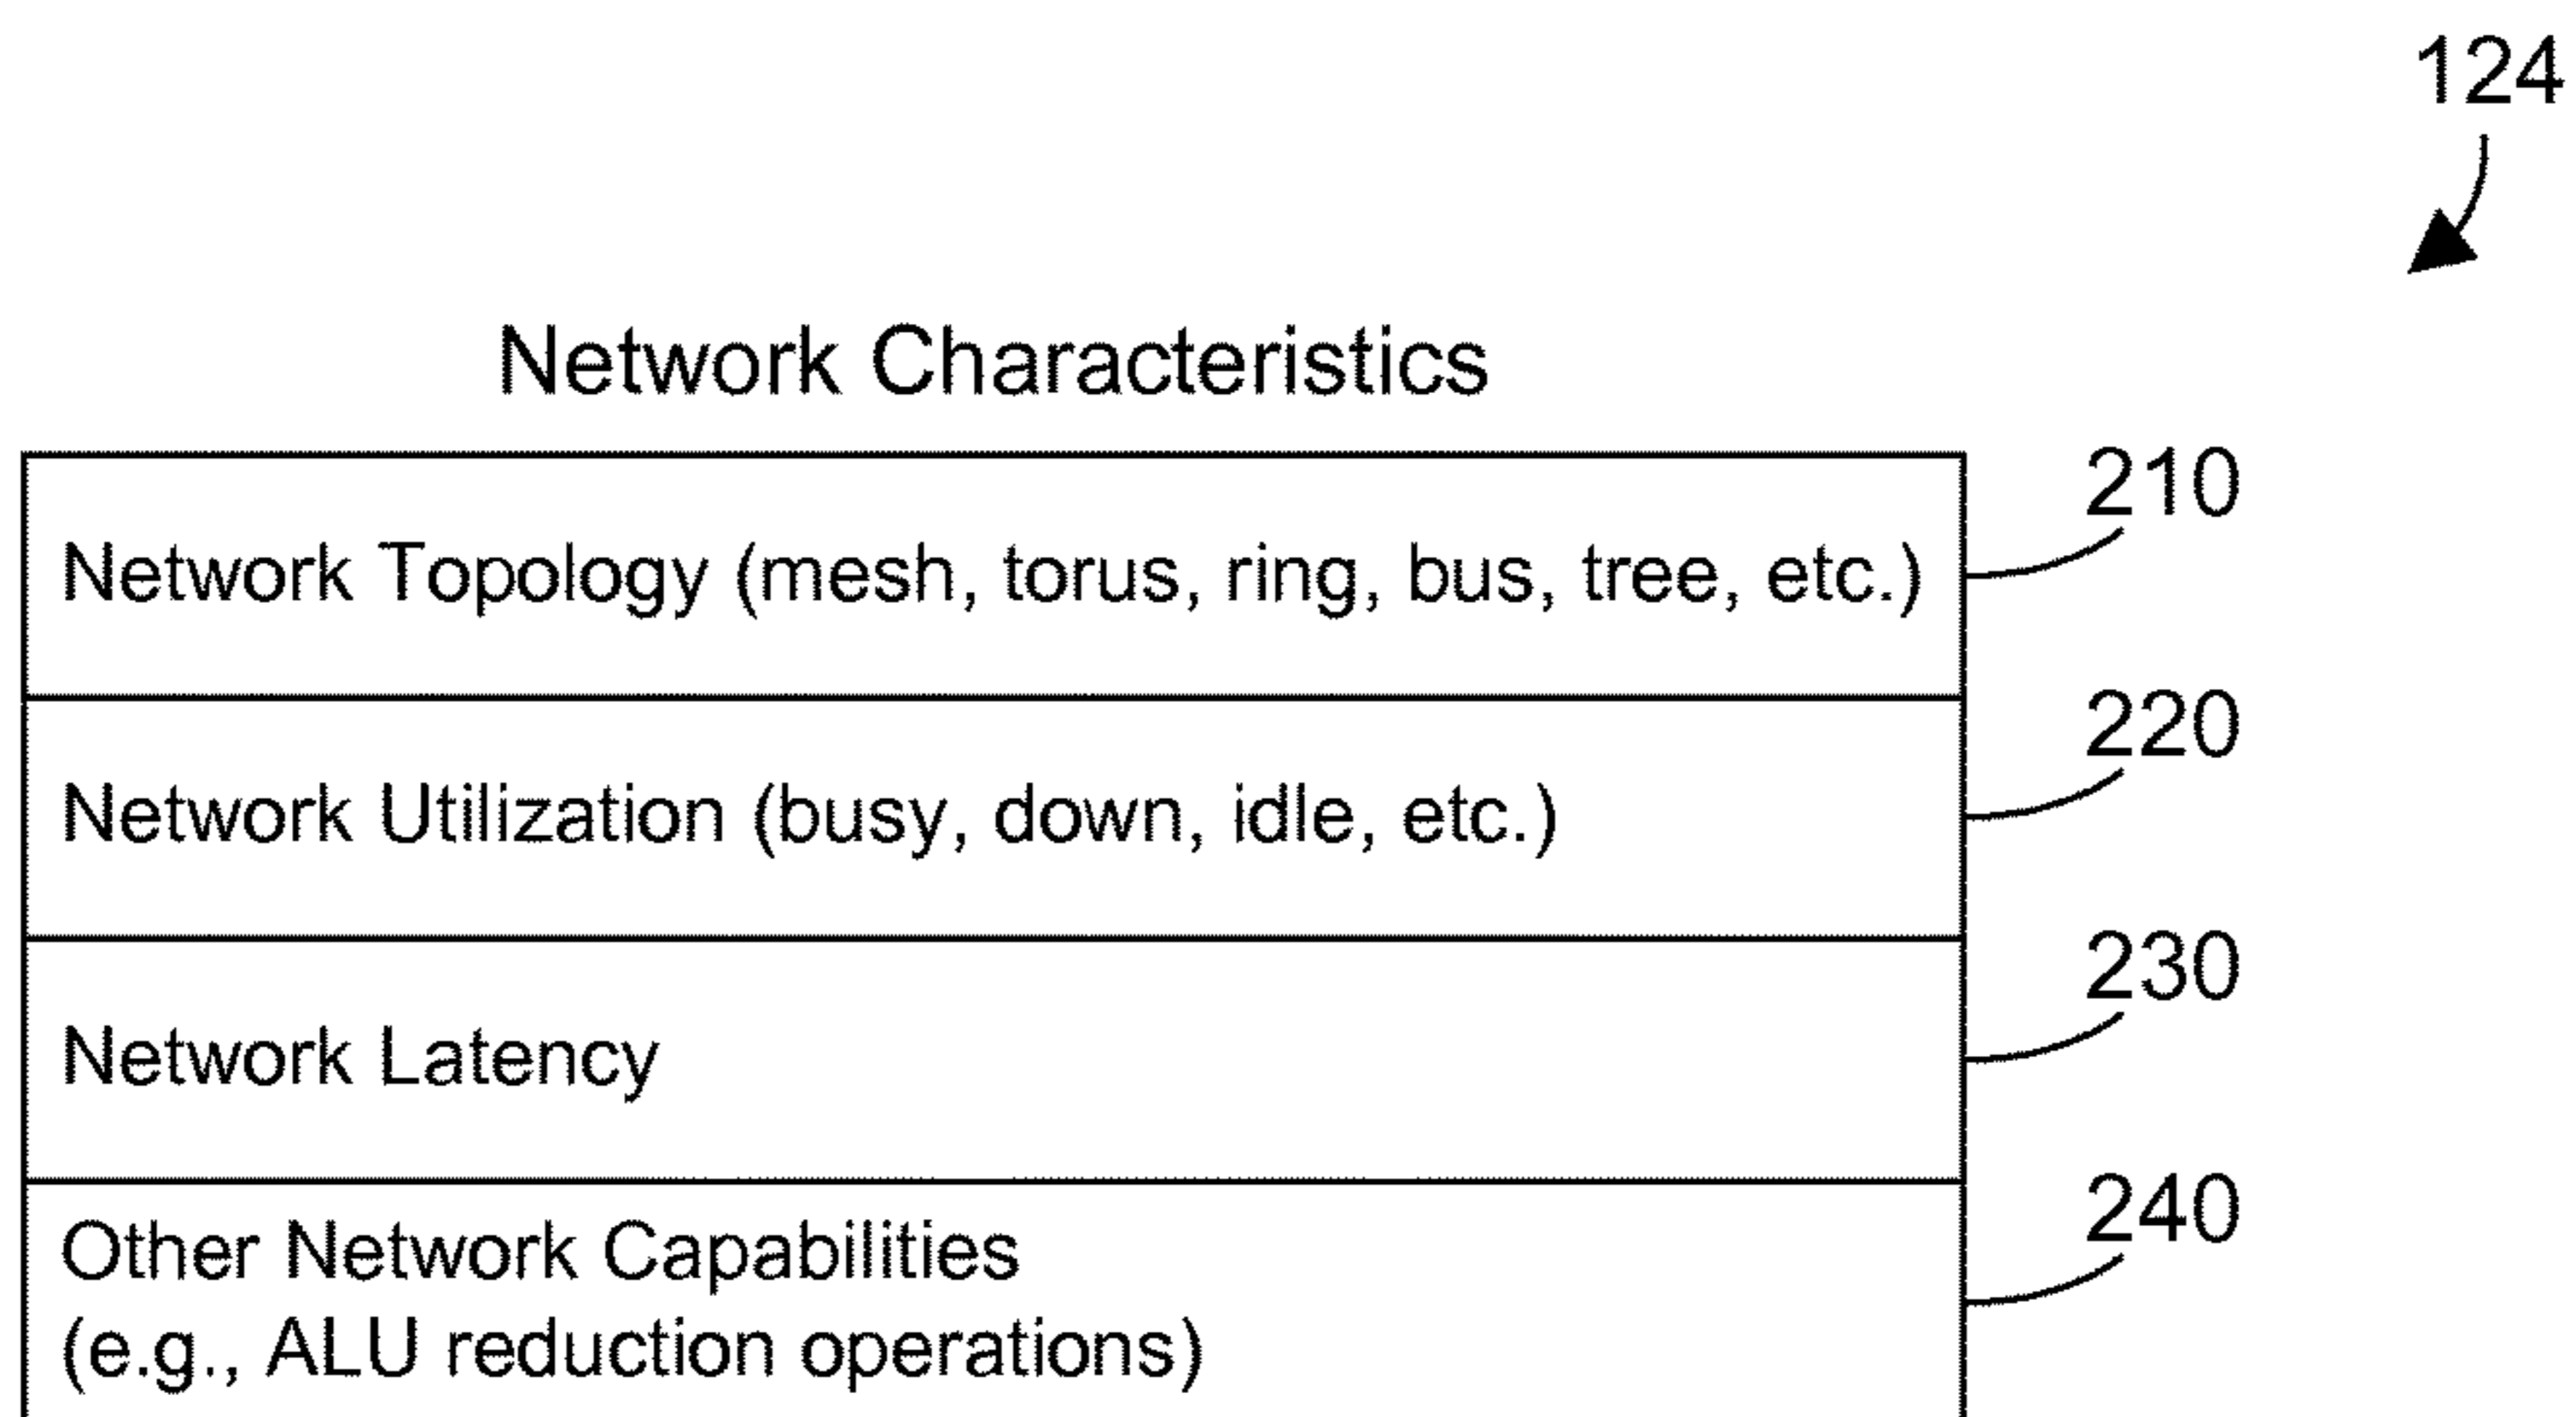 124
Network Characteristics
210
Network Topology (mesh, torus, ring, bus, tree, etc.)
220
Network Utilization (busy, down, idle, etc.)
230
Network Latency
240
Other Network Capabilities
(e.g., ALU reduction operations)